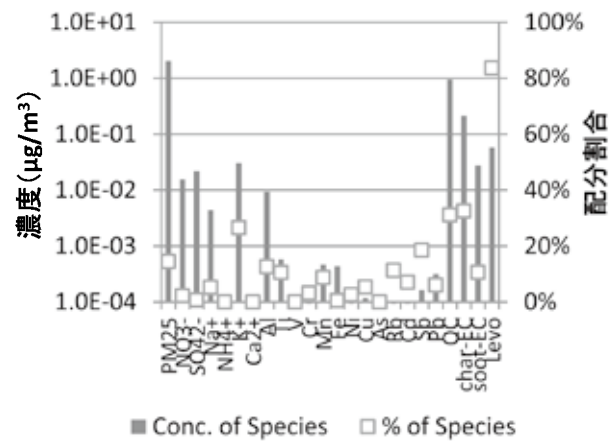 1.0E+01
1.0E+00
1.0E-01
1.0E-02
1.0E-03
1.0E-04
濃度(μg/m³)
100%
80%
60%
40%
20%
0%
配分割合
PM25
NO3-
SO42-
Na+
NH4+
K+
Ca2+
Al
V
Cr
Mn
Fe
Ni
Cu
As
Rb
Cd
Sb
Pb
OC
char-EC
soot-EC
Levo
Conc. of Species
% of Species